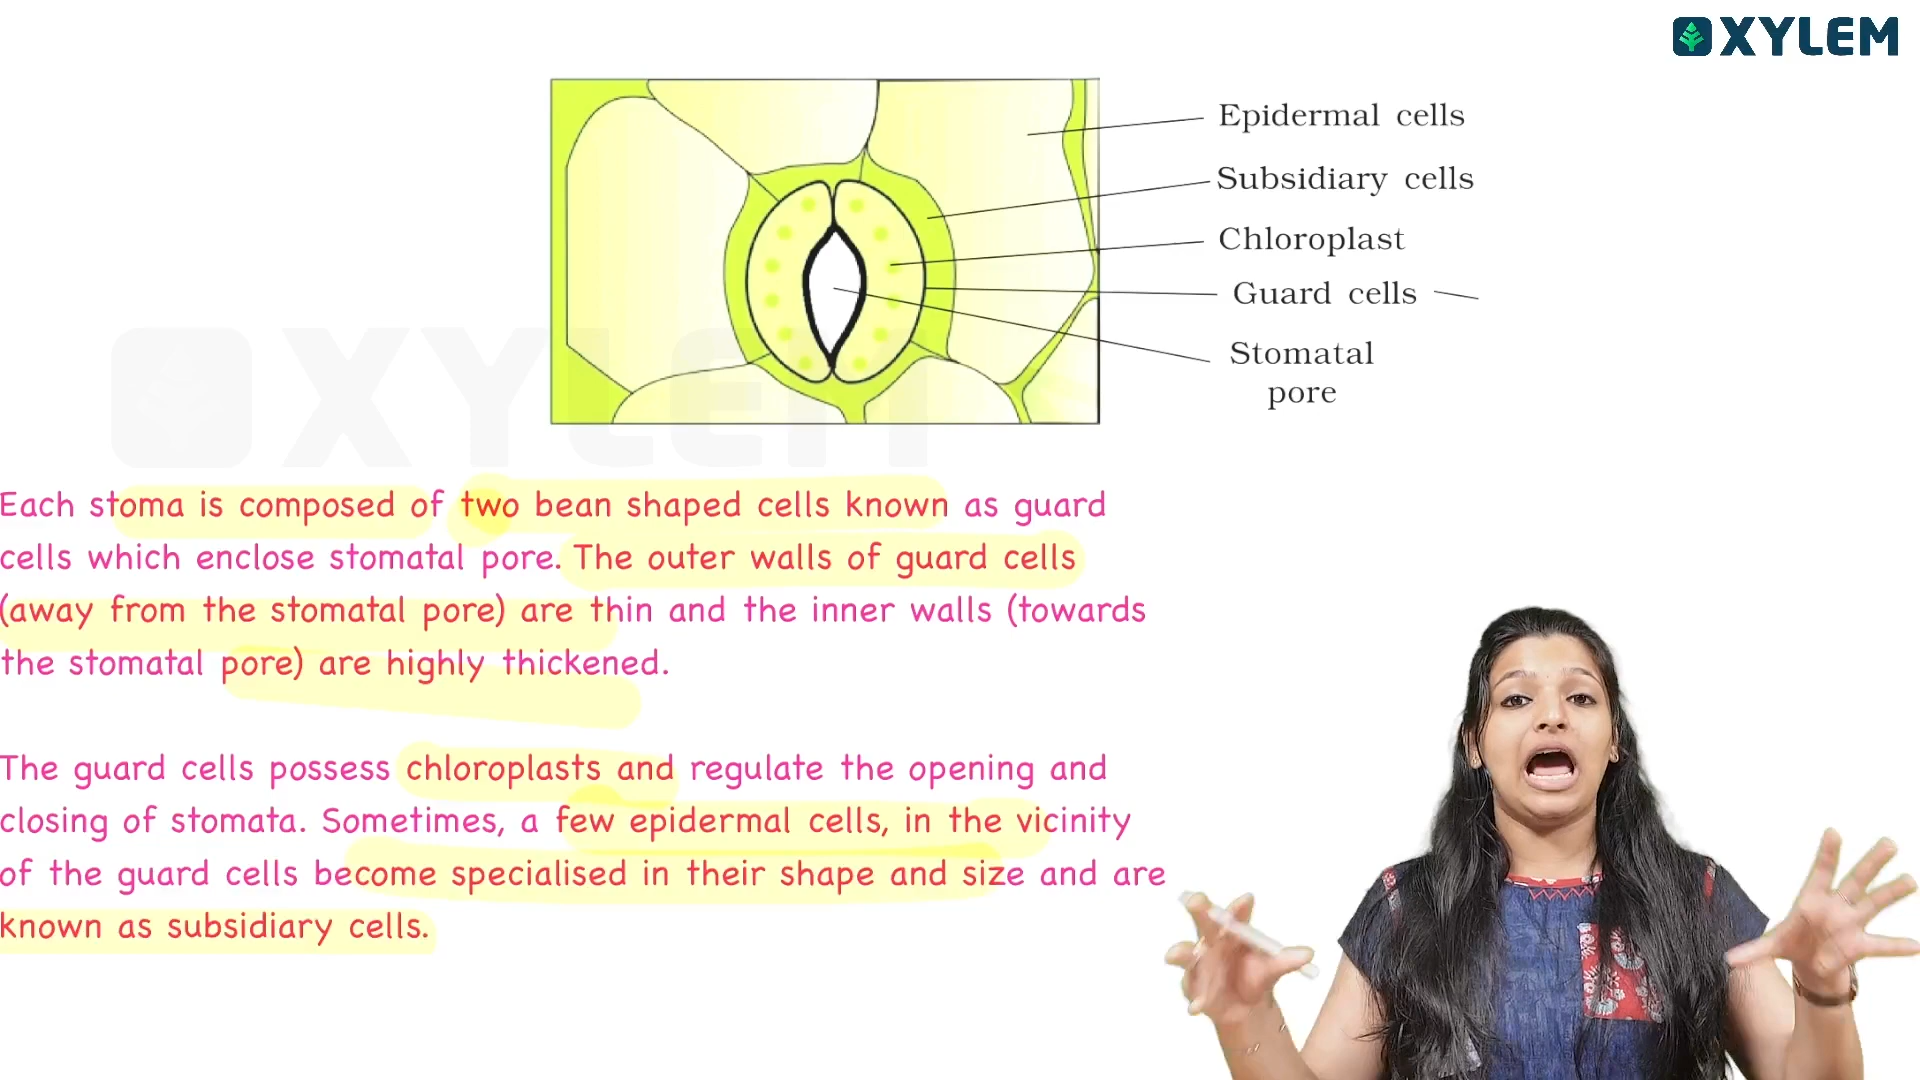 XYLEM
Epidermal cells
Subsidiary cells
Chloroplast
Guard cells
Stomatal
pore
XYLEM
Each stoma is composed of two bean shaped cells known as guard
cells which enclose stomatal pore. The outer walls of guard cells
(away from the stomatal pore) are thin and the inner walls (towards
the stomatal pore) are highly thickened.
The guard cells possess chloroplasts and regulate the opening and
closing of stomata. Sometimes, a few epidermal cells, in the vicinity
of the guard cells become specialised in their shape and size and are
known as subsidiary cells.